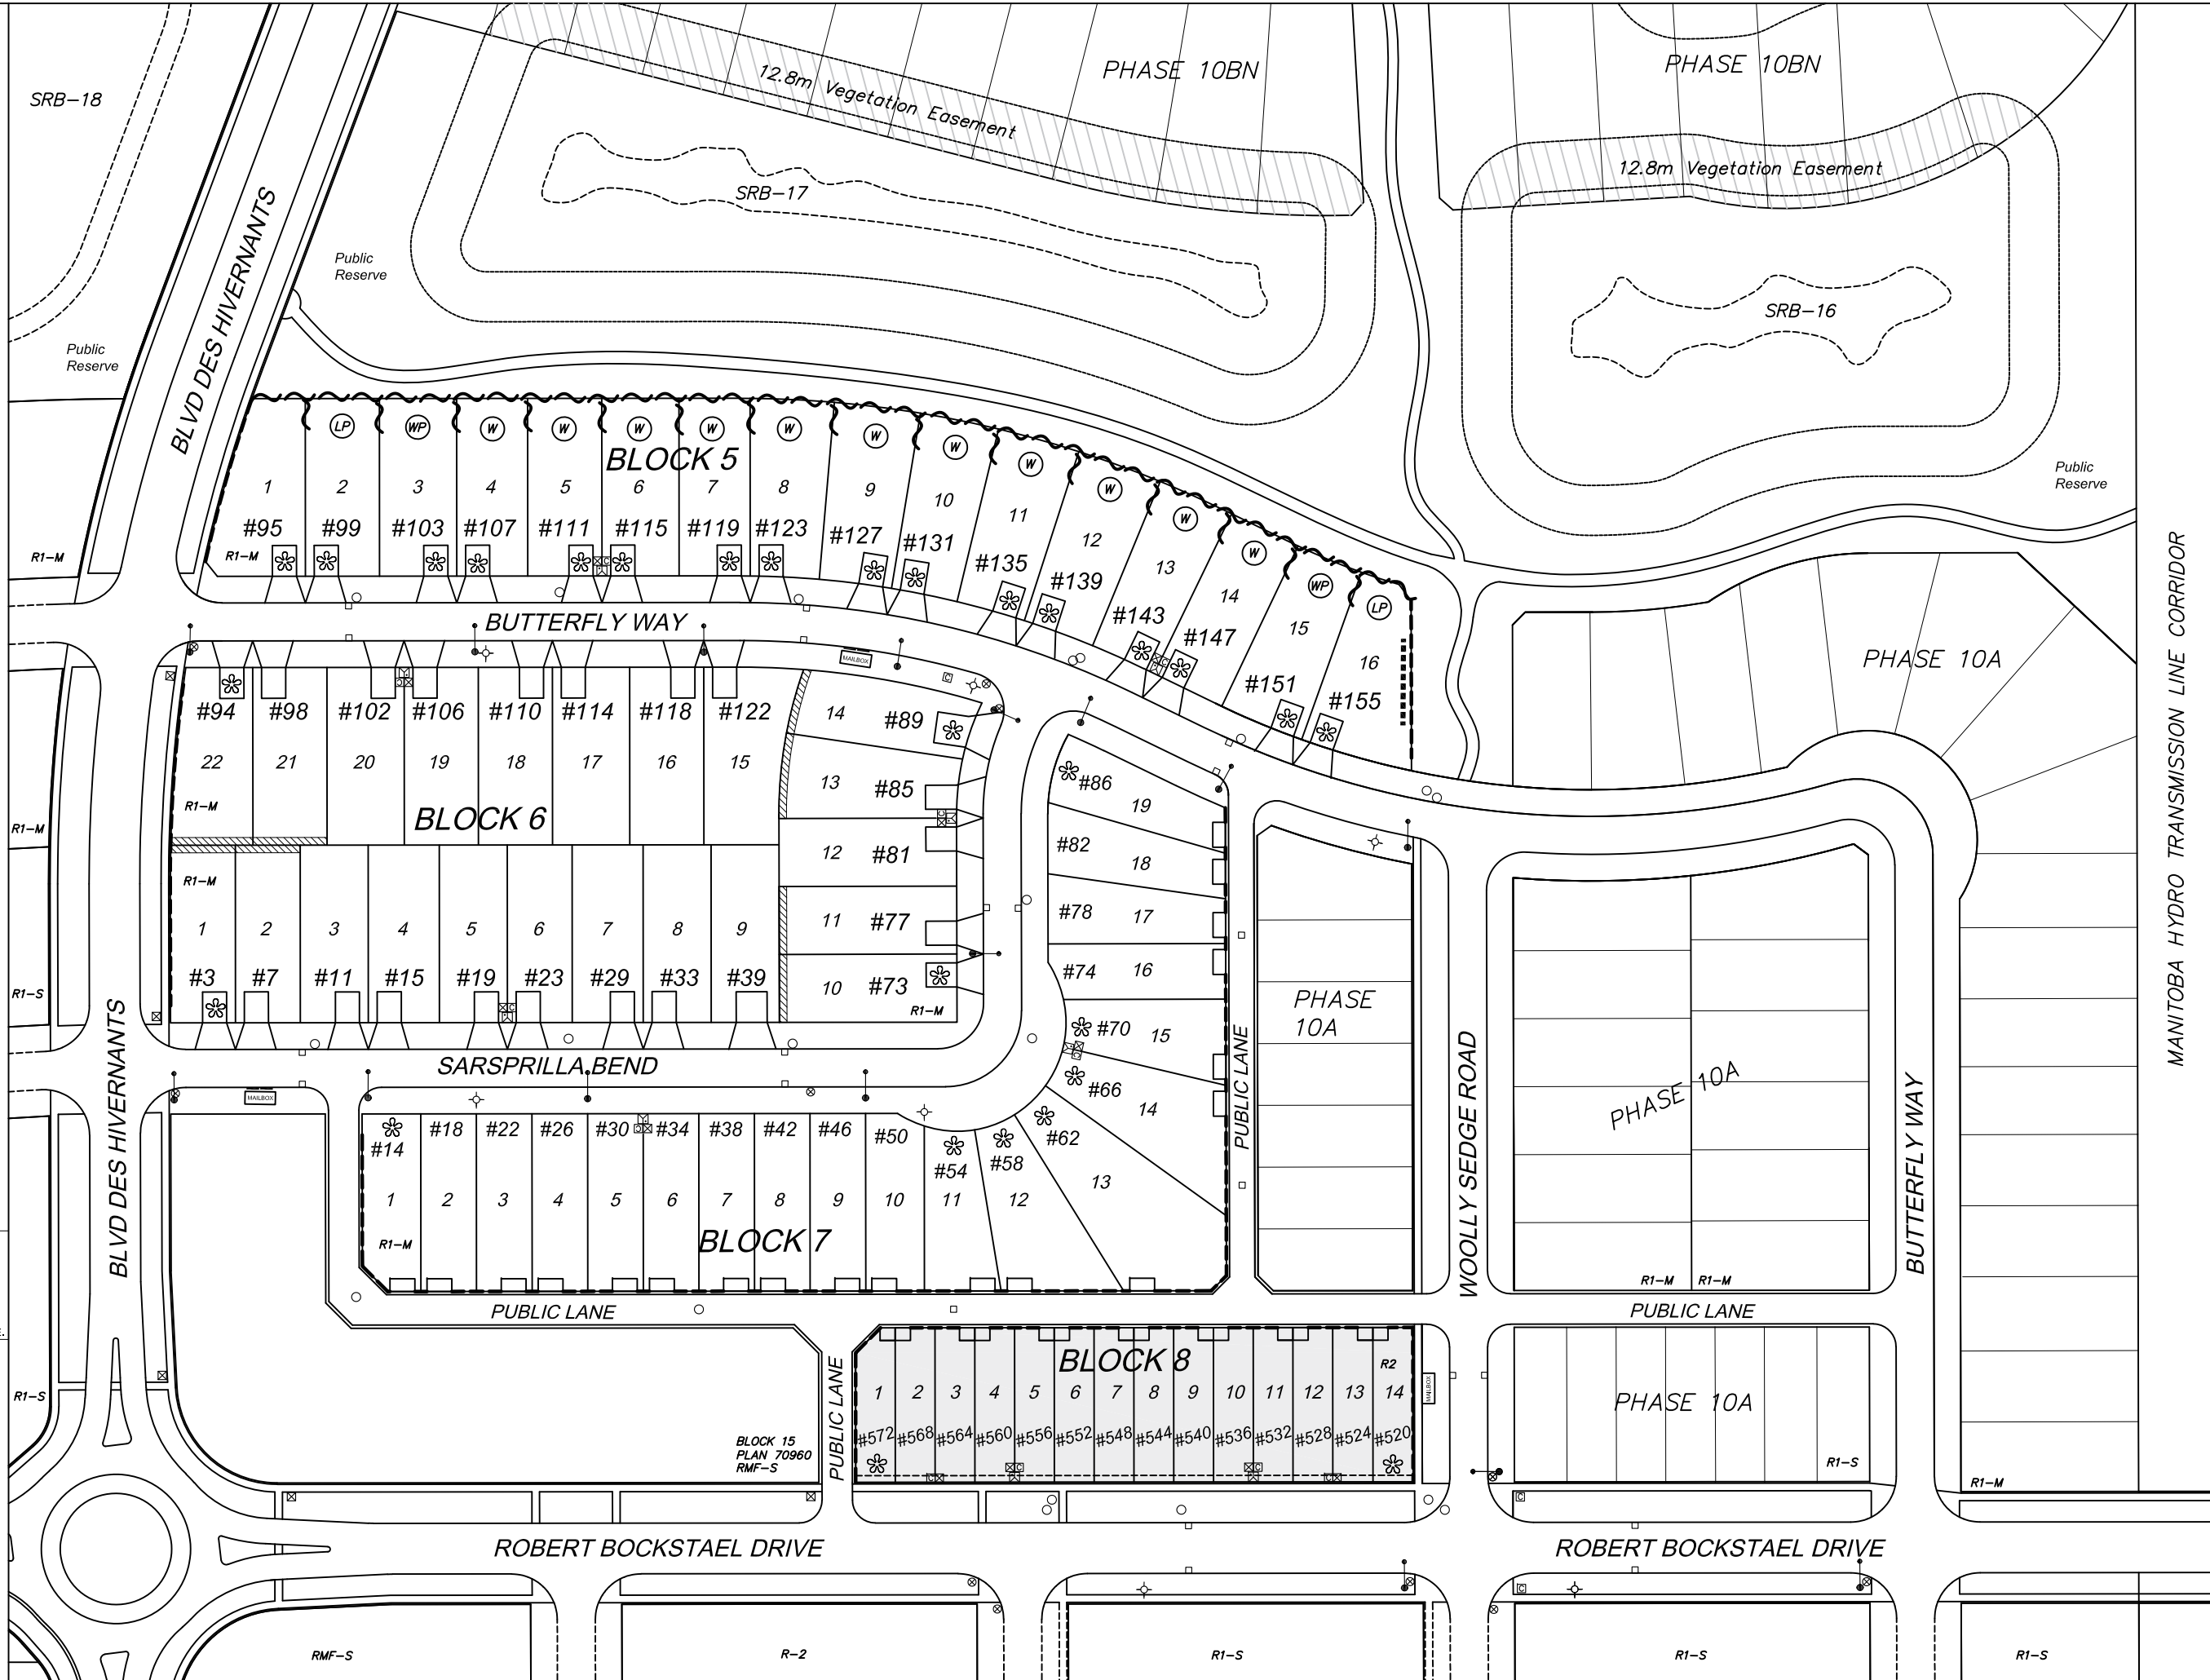 PHASE 10BN
PHASE 10BN
SRB-18
12.8m Vegetation Easement
12.8m Vegetation Easement
SRB-17
BLVD DES HIVERNANTS
Public
Reserve
SRB-16
Public
Reserve
Public
Reserve
LP
WP
W
W
W
W
W
W
W
W
W
W
W
WP
LP
BLOCK 5
1
2
3
4
5
6
7
8
9
10
11
12
13
14
15
16
#95
#99
#103
#107
#111
#115
#119
#123
#127
#131
#135
#139
#143
#147
#151
#155
R1-M
R1-M
MANITOBA HYDRO TRANSMISSION LINE CORRIDOR
BUTTERFLY WAY
MAILBOX
PHASE 10A
#94
#98
#102
#106
#110
#114
#118
#122
22
21
20
19
18
17
16
15
14
#89
13
#85
12
#81
11
#77
10
#73
R1-M
R1-M
BLOCK 6
R1-M
R1-M
1
2
3
4
5
6
7
8
9
#3
#7
#11
#15
#19
#23
#29
#33
#39
R1-S
#86
19
#82
18
#78
17
#74
16
#70
15
#66
14
#62
13
PHASE
10A
PUBLIC LANE
WOOLLY SEDGE ROAD
PHASE 10A
BUTTERFLY WAY
BLVD DES HIVERNANTS
SARSPRILLA BEND
MAILBOX
#14
#18
#22
#26
#30
#34
#38
#42
#46
#50
#54
#58
1
2
3
4
5
6
7
8
9
10
11
12
R1-M
BLOCK 7
R1-M
R1-M
PUBLIC LANE
PUBLIC LANE
PUBLIC LANE
BLOCK 8
R2
1
2
3
4
5
6
7
8
9
10
11
12
13
14
#572
#568
#564
#560
#556
#552
#548
#544
#540
#536
#532
#528
#524
#520
MAILBOX
PHASE 10A
R1-S
R1-S
BLOCK 15
PLAN 70960
RMF-S
R1-M
ROBERT BOCKSTAEL DRIVE
ROBERT BOCKSTAEL DRIVE
RMF-S
R-2
R1-S
R1-S
R1-S